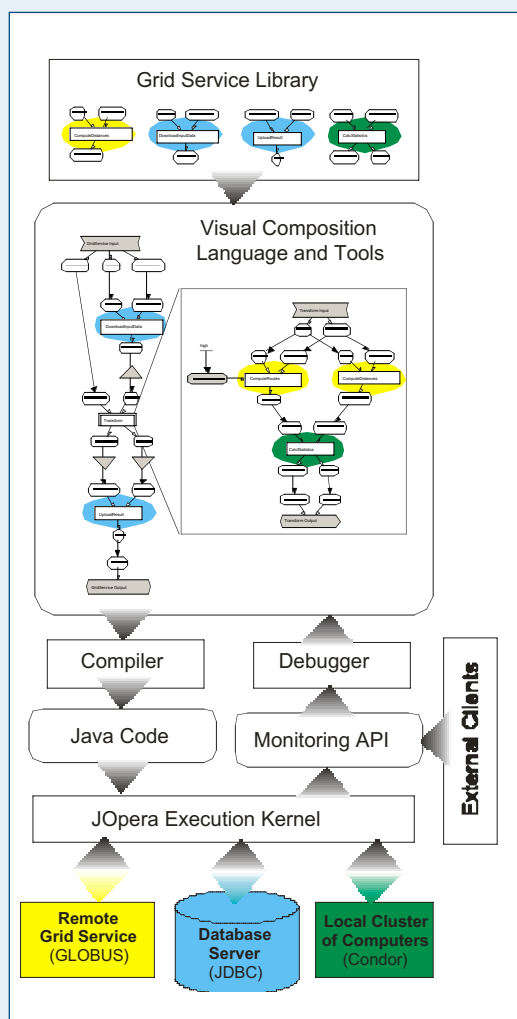 Grid Service Library
ComputeDistances
DownloadInputData
UploadResult
CalcStatistics
Visual Composition
Language and Tools
GridService Input
DownloadInputData
Transform
UploadResult
GridService Output
Transform Input
high
ComputeRoutes
ComputeDistances
CalcStatistics
Transform Output
Compiler
Debugger
Java Code
Monitoring API
External Clients
JOpera Execution Kernel
Remote
Grid Service
(GLOBUS)
Database
Server
(JDBC)
Local Cluster
of Computers
(Condor)